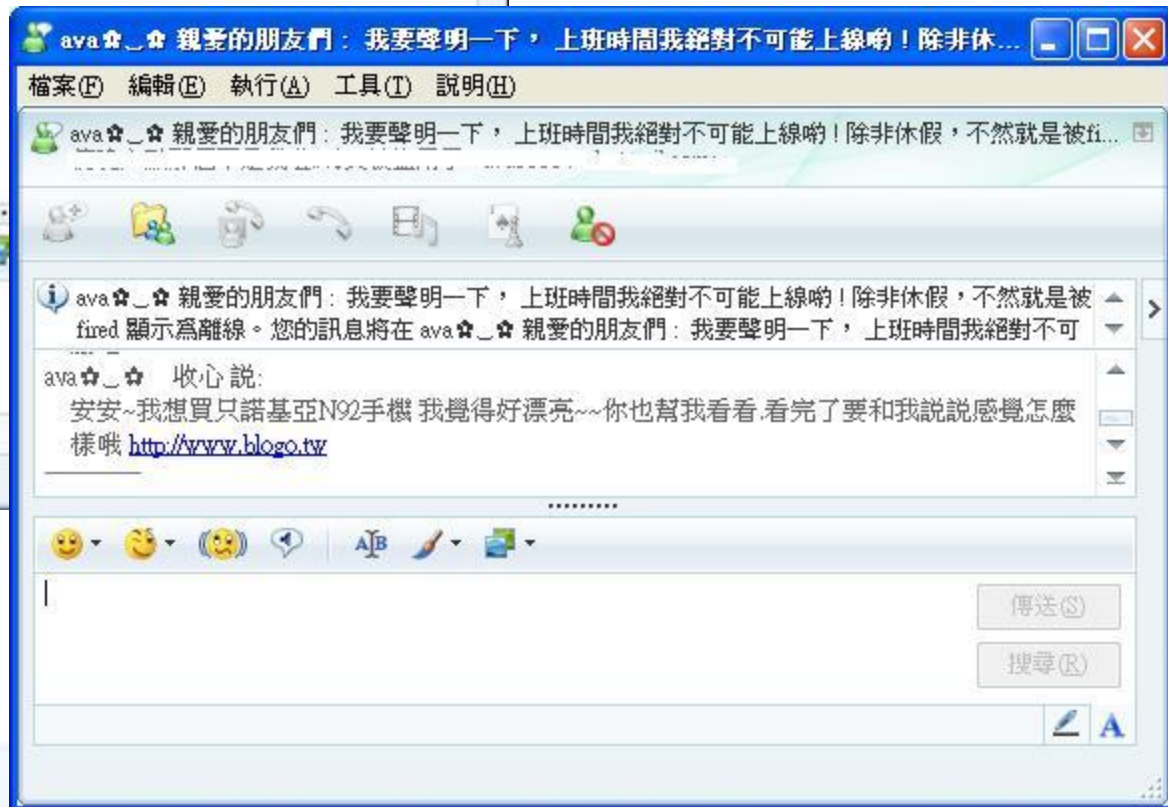 ava✿‿✿ 親愛的朋友們： 我要聲明一下， 上班時間我絕對不可能上線喲！除非休...
檔案(F) 編輯(E) 執行(A) 工具(T) 說明(H)
ava✿‿✿ 親愛的朋友們：我要聲明一下， 上班時間我絕對不可能上線喲！除非休假，不然就是被fi...
ava✿‿✿ 親愛的朋友們：我要聲明一下， 上班時間我絕對不可能上線喲！除非休假，不然就是被
fired 顯示為離線。您的訊息將在 ava✿‿✿ 親愛的朋友們：我要聲明一下， 上班時間我絕對不可
ava✿‿✿ 收心 說:
安安~我想買只諾基亞N92手機 我覺得好漂亮~~你也幫我看看.看完了要和我說說感覺怎麼
樣哦 http://www.blogo.tw
傳送(S)
搜尋(R)